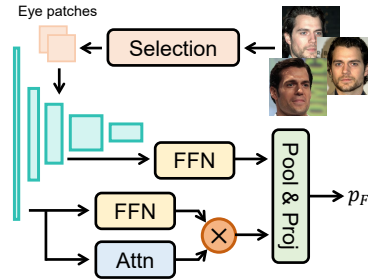 Eye patches
Selection
FFN
FFN
Attn
×
Pool & Proj
p_F